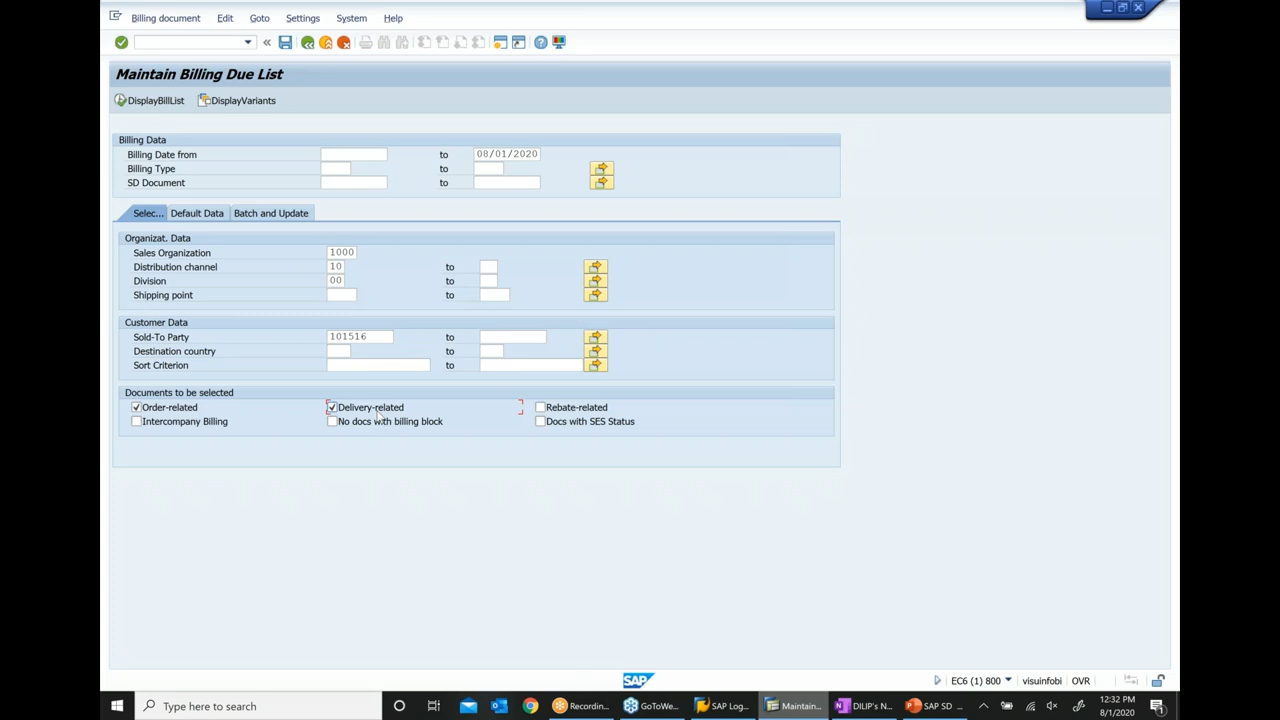 Billing document Edit Goto Settings System Help
Maintain Billing Due List
DisplayBillList DisplayVariants
Billing Data
Billing Date from to 08/01/2020
Billing Type to
SD Document to
Selec... Default Data Batch and Update
Organizat. Data
Sales Organization 1000
Distribution channel 10 to
Division 00 to
Shipping point to
Customer Data
Sold-To Party 101516 to
Destination country to
Sort Criterion to
Documents to be selected
Order-related Delivery-related Rebate-related
Intercompany Billing No docs with billing block Docs with SES Status
SAP EC6 (1) 800 visuinfobi OVR
Type here to search Recordin... GoToWe... SAP Log... Maintain... DILIP's N... SAP SD ... 12:32 PM
8/1/2020